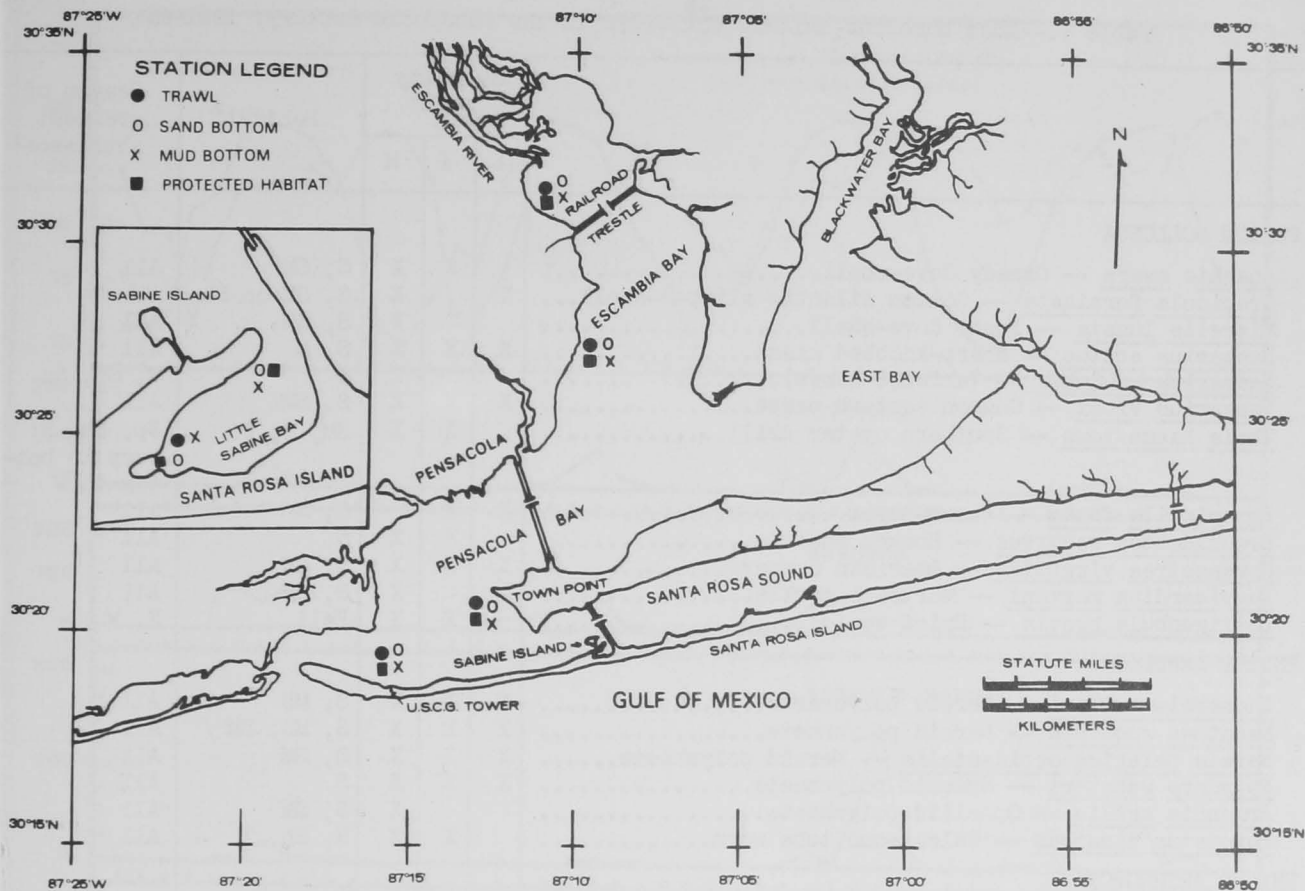 87°25'W
87°20'
87°10'
87°05'
86°55'
86°50'
30°35'N
30°35'N
STATION LEGEND
● TRAWL
O SAND BOTTOM
X MUD BOTTOM
■ PROTECTED HABITAT
ESCAMBIA RIVER
O
X
RAILROAD
TRESTLE
BLACKWATER BAY
N
30°30'
30°30'
SABINE ISLAND
O
X
X
O
LITTLE
SABINE BAY
SANTA ROSA ISLAND
ESCAMBIA BAY
O
X
EAST BAY
30°25'
30°25'
PENSACOLA
PENSACOLA BAY
TOWN POINT
SANTA ROSA SOUND
O
X
30°20'
30°20'
SABINE ISLAND
SANTA ROSA ISLAND
O
X
U.S.C.G. TOWER
GULF OF MEXICO
STATUTE MILES
KILOMETERS
30°15'N
30°15'N
87°25'W
87°20'
87°15'
87°10'
87°05'
87°00'
86°55'
86°50'